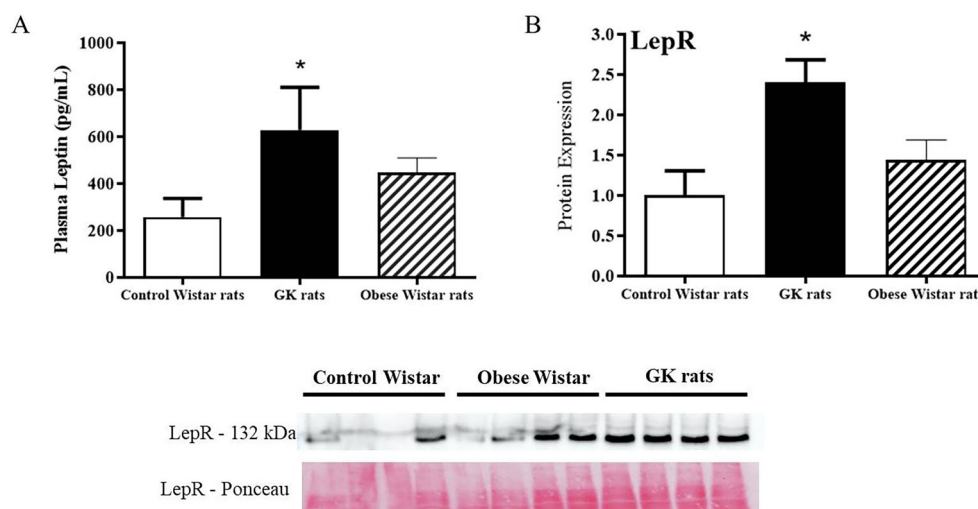 A
1000
800
600
400
200
0
Plasma Leptin (pg/mL)
*
Control Wistar rats GK rats Obese Wistar rats
B
LepR
3.0
2.5
2.0
1.5
1.0
0.5
0.0
Protein Expression
*
Control Wistar rats GK rats Obese Wistar rat
Control Wistar Obese Wistar GK rats
LepR - 132 kDa
LepR - Ponceau